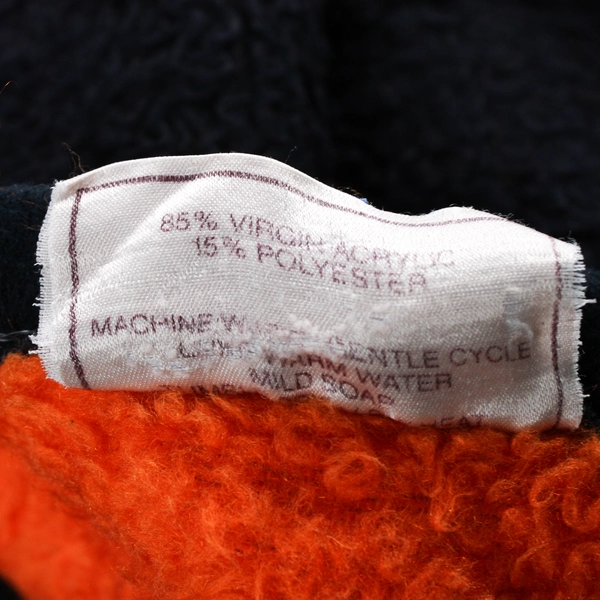 85% VIRGIN ACRYLIC
15% POLYESTER
MACHINE GENTLE CYCLE
WARM WATER
MILD SOAP